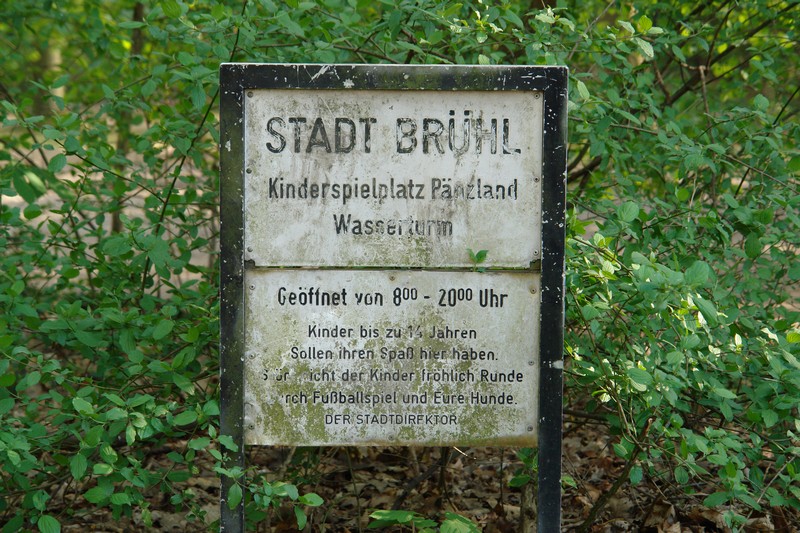 STADT BRÜHL
Kinderspielplatz Pänzland
Wasserturm
Geöffnet von 8⁰⁰ - 20⁰⁰ Uhr
Kinder bis zu 14 Jahren
Sollen ihren Spaß hier haben.
der Kinder fröhlich Runde
Fußballspiel und Eure Hunde.
DER STADTDIREKTOR